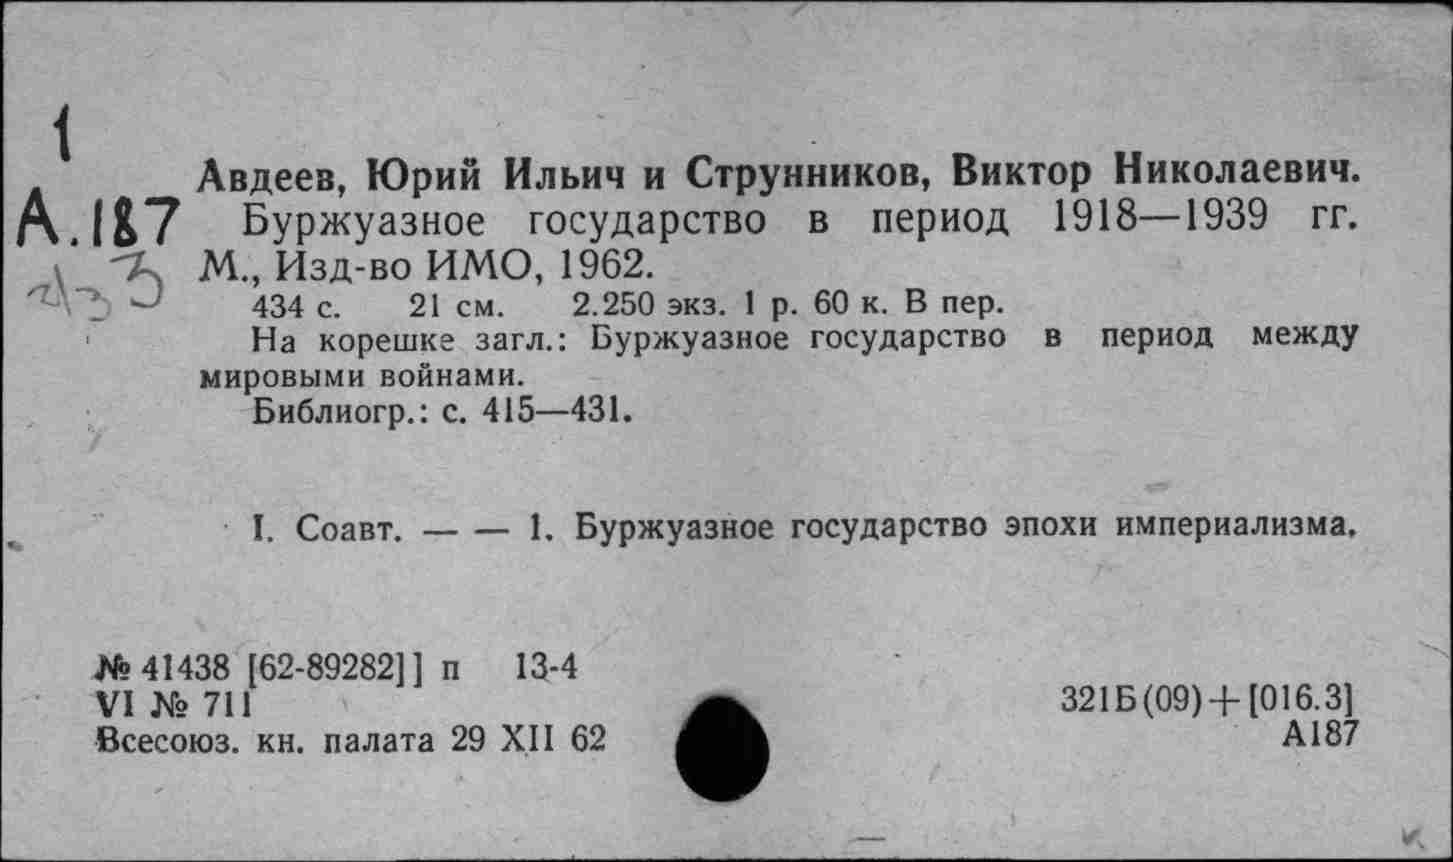 1
Авдеев, Юрий Ильич и Струнников, Виктор Николаевич.
А.187 Буржуазное государство в период 1918—1939 гг.
М., Изд-во ИМО, 1962.
434 с. 21 см. 2.250 экз. 1 р. 60 к. В пер.
На корешке загл.: Буржуазное государство в период между
мировыми войнами.
Библиогр.: с. 415—431.
I. Соавт. — — 1. Буржуазное государство эпохи империализма.
№ 41438 [62-89282]] п 13-4
VI № 711
Всесоюз. кн. палата 29 XII 62
321Б(09)+[016.3]
А187